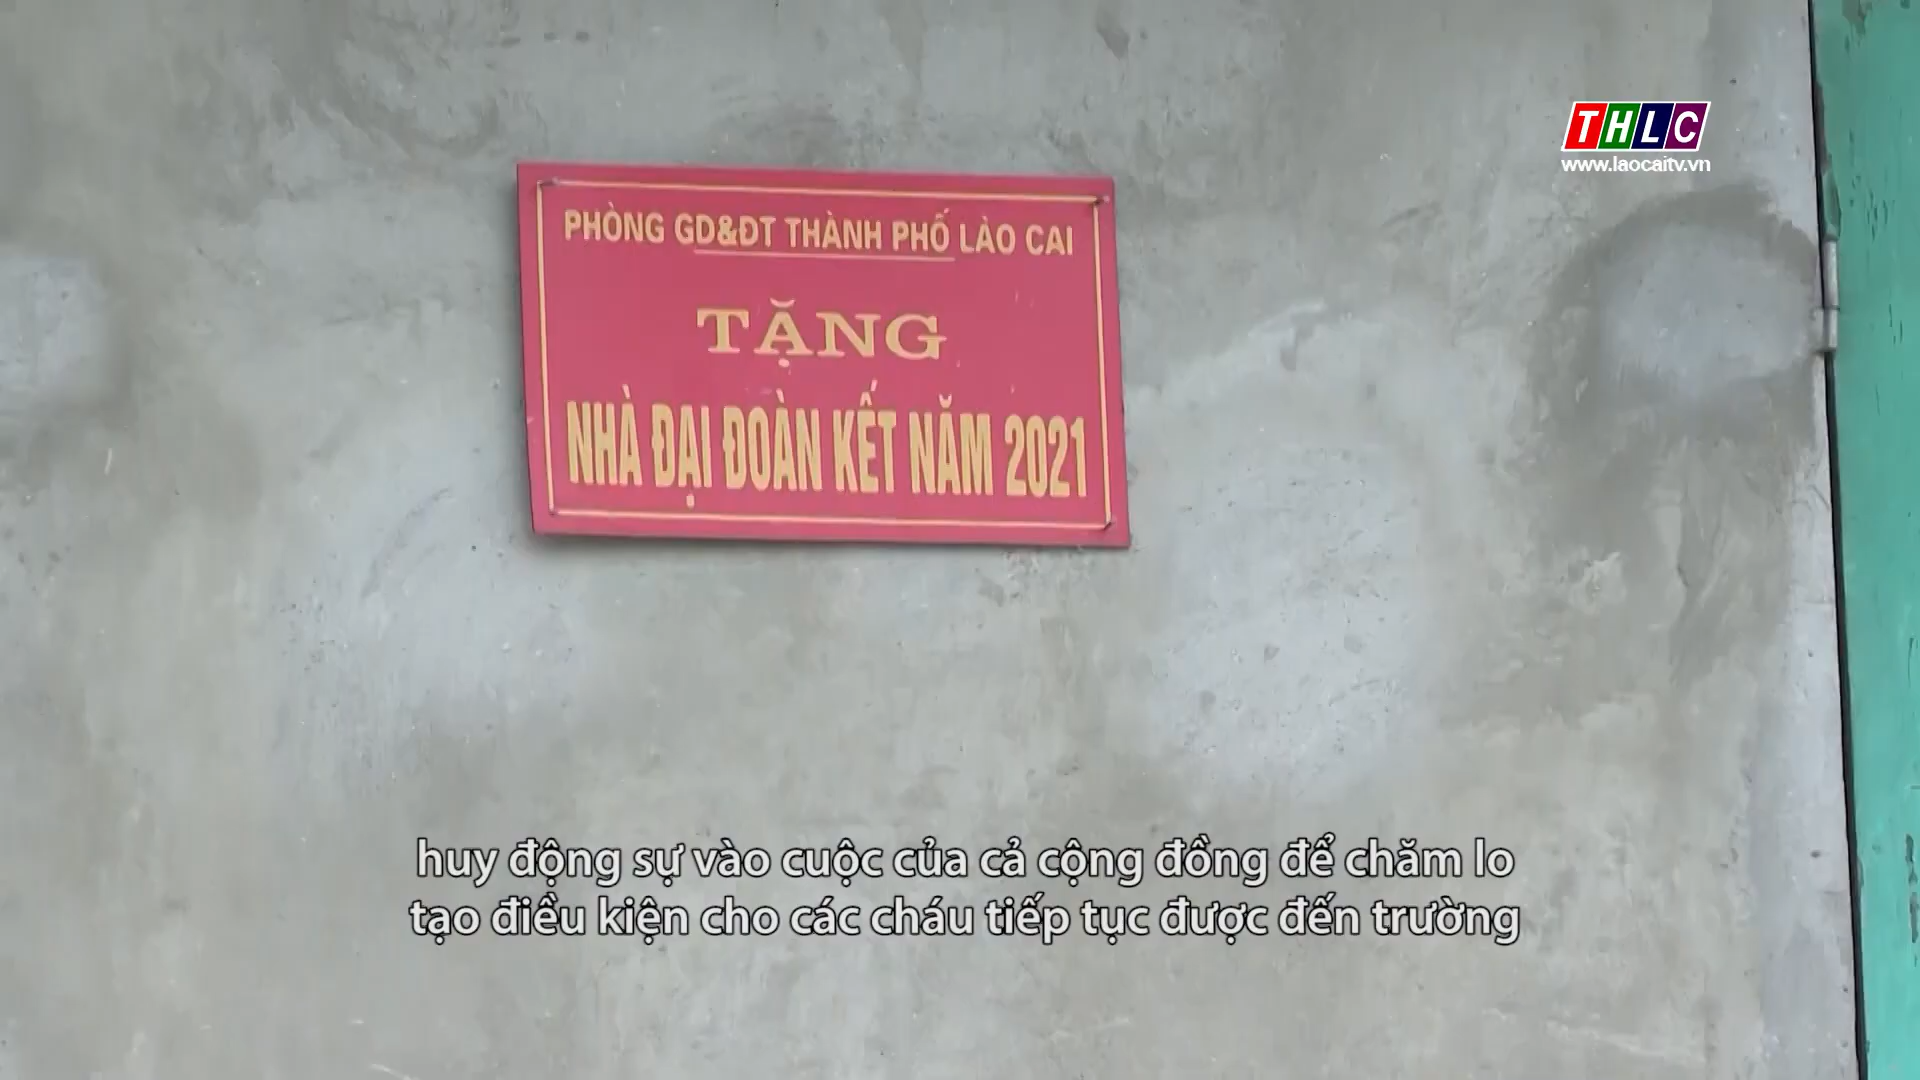 THLC
www.laocaitv.vn
PHÒNG GD&ĐT THÀNH PHỐ LÀO CAI
TẶNG
NHÀ ĐẠI ĐOÀN KẾT NĂM 2021
huy động sự vào cuộc của cả cộng đồng để chăm lo
tạo điều kiện cho các cháu tiếp tục được đến trường